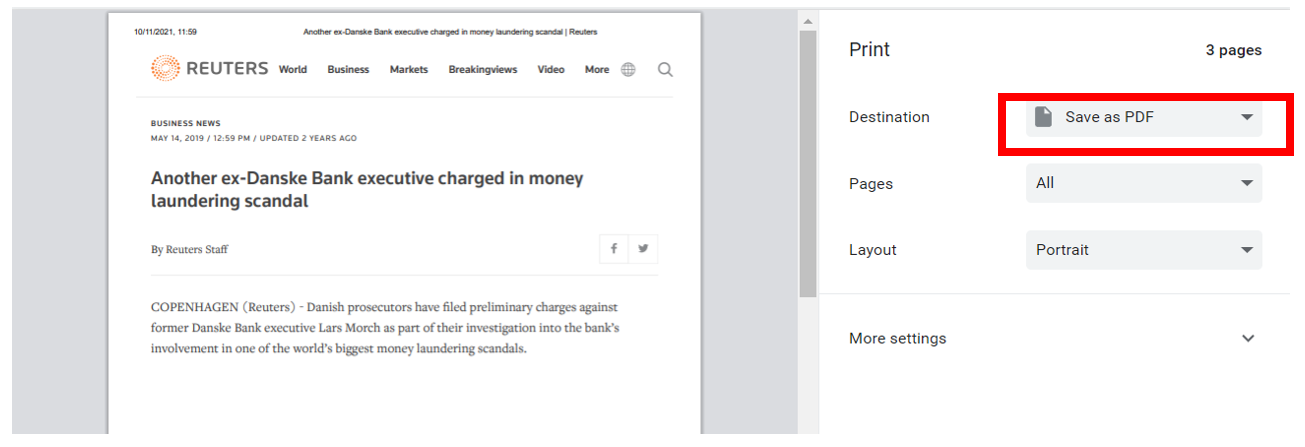 10/11/2021, 11:59 Another ex-Danske Bank executive charged in money laundering scandal | Reuters
REUTERS World Business Markets Breakingviews Video More
BUSINESS NEWS
MAY 14, 2019 / 12:59 PM / UPDATED 2 YEARS AGO
Another ex-Danske Bank executive charged in money
laundering scandal
By Reuters Staff
COPENHAGEN (Reuters) - Danish prosecutors have filed preliminary charges against
former Danske Bank executive Lars Morch as part of their investigation into the bank’s
involvement in one of the world’s biggest money laundering scandals.
Print 3 pages
Destination Save as PDF
Pages All
Layout Portrait
More settings